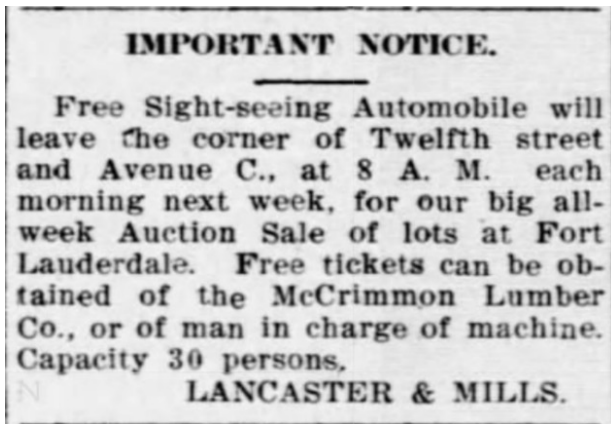 IMPORTANT NOTICE.
Free Sight-seeing Automobile will
leave the corner of Twelfth street
and Avenue C., at 8 A. M. each
morning next week, for our big all-
week Auction Sale of lots at Fort
Lauderdale. Free tickets can be ob-
tained of the McCrimmon Lumber
Co., or of man in charge of machine.
Capacity 30 persons.
LANCASTER & MILLS.